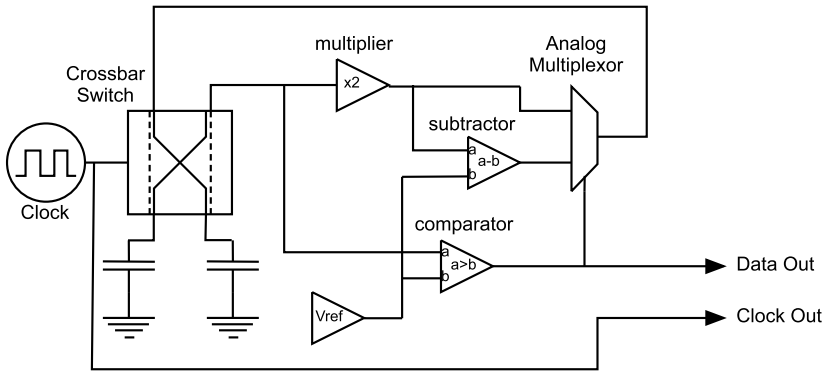 multiplier
Analog
Multiplexor
Crossbar
Switch
x2
subtractor
a
a-b
b
Clock
comparator
a
a>b
b
Data Out
Vref
Clock Out